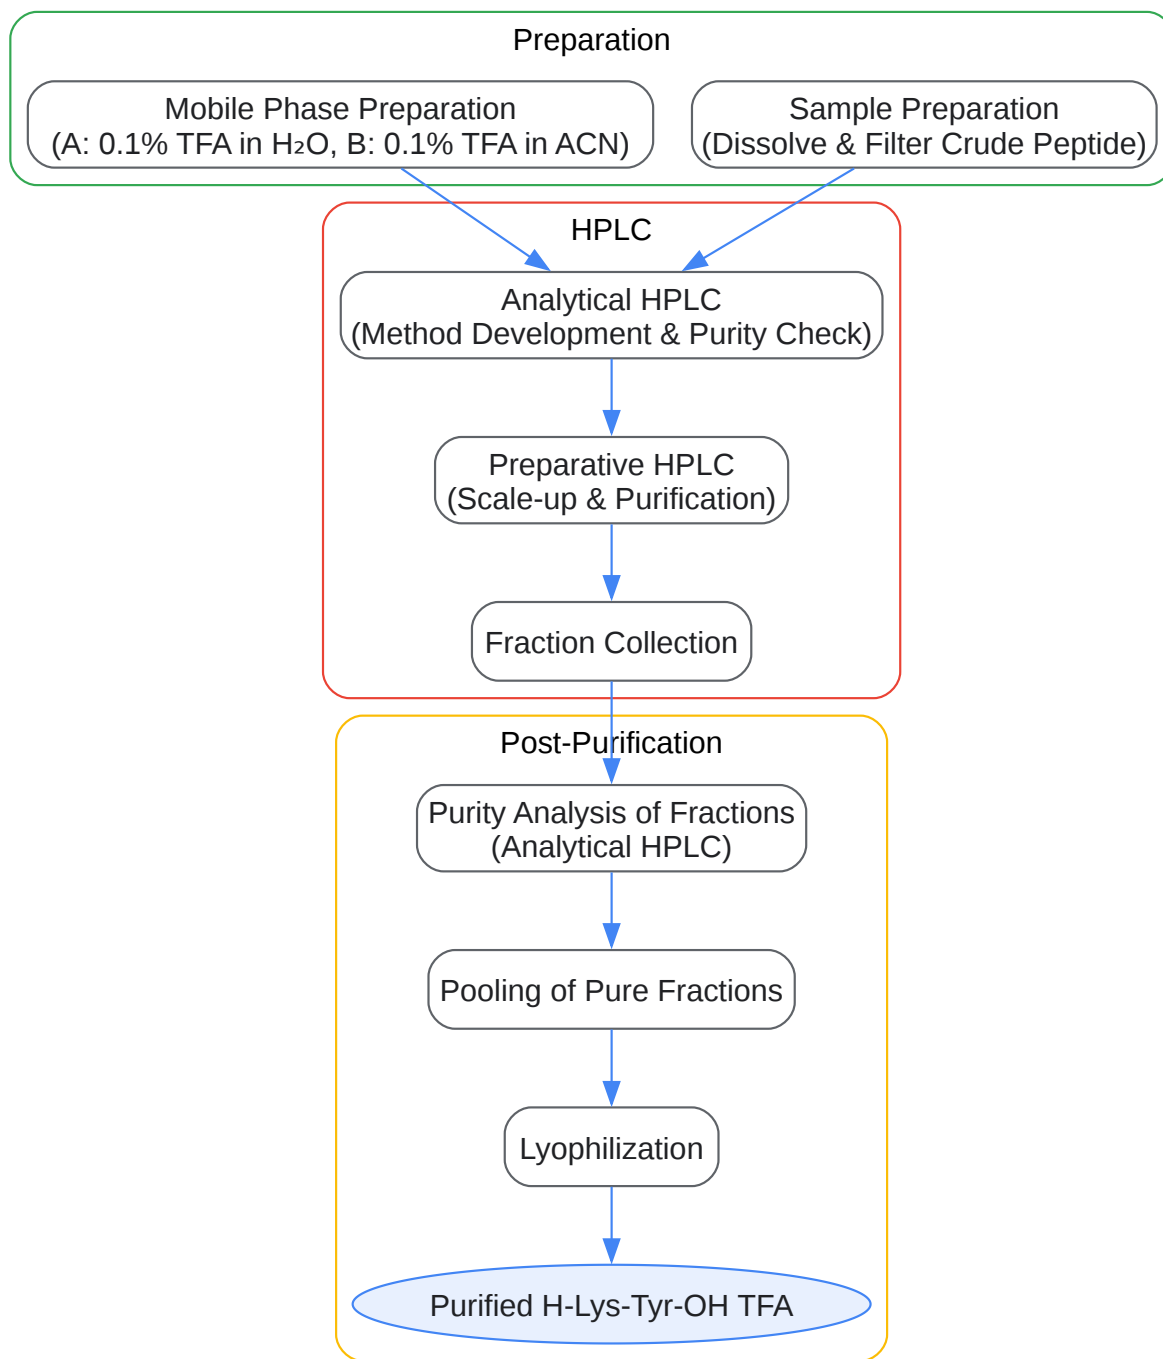 Preparation
Mobile Phase Preparation
(A: 0.1% TFA in H₂O, B: 0.1% TFA in ACN)
Sample Preparation
(Dissolve & Filter Crude Peptide)
HPLC
Analytical HPLC
(Method Development & Purity Check)
Preparative HPLC
(Scale-up & Purification)
Fraction Collection
Post-Purification
Purity Analysis of Fractions
(Analytical HPLC)
Pooling of Pure Fractions
Lyophilization
Purified H-Lys-Tyr-OH TFA